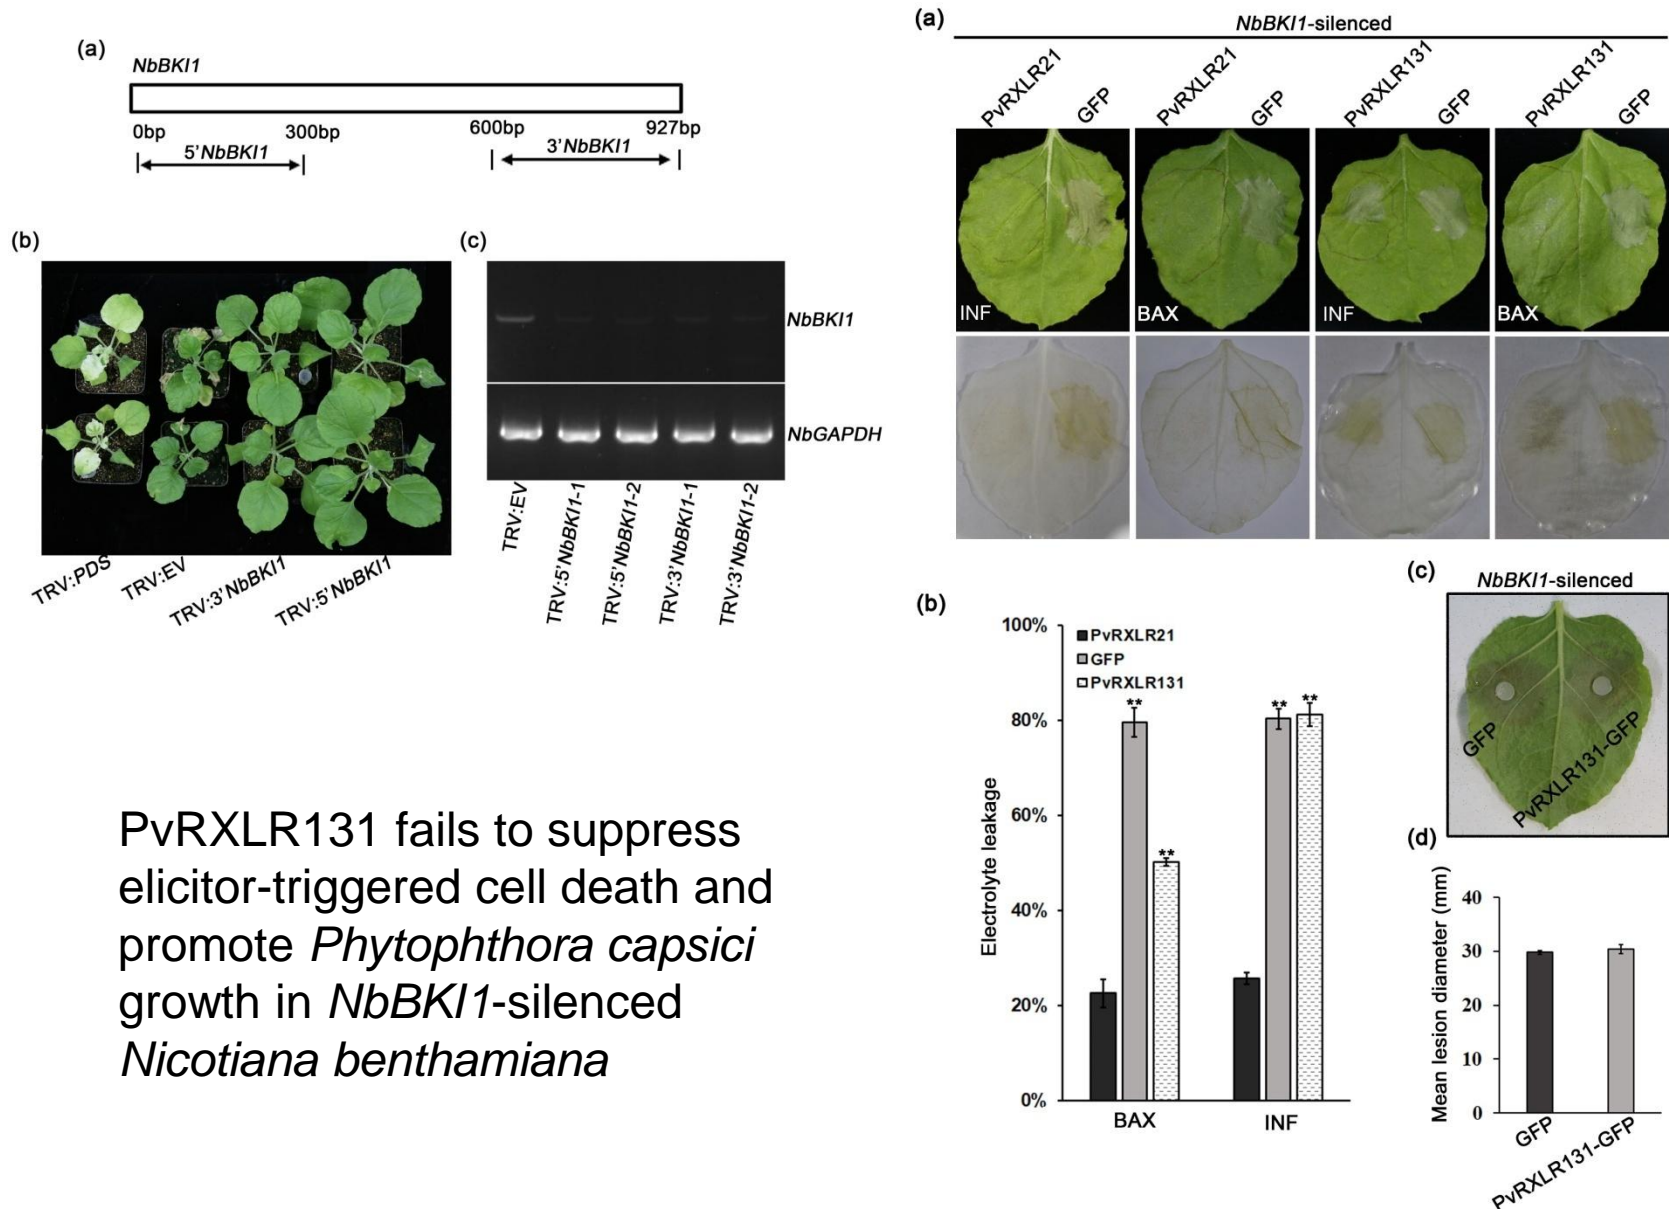 (a)
NbBKI1
0bp 300bp 600bp 927bp
5'NbBKI1 3'NbBKI1
(b)
TRV:PDS
TRV:EV
TRV:3'NbBKI1
TRV:5'NbBKI1
(c)
NbBKI1
NbGAPDH
TRV:EV
TRV:5'NbBKI1-1
TRV:5'NbBKI1-2
TRV:3'NbBKI1-1
TRV:3'NbBKI1-2
PvRXLR131 fails to suppress
elicitor-triggered cell death and
promote Phytophthora capsici
growth in NbBKI1-silenced
Nicotiana benthamiana
(a)
NbBKI1-silenced
PvRXLR21 GFP PvRXLR21 GFP PvRXLR131 GFP PvRXLR131 GFP
INF BAX INF BAX
(b)
100%
80%
60%
40%
20%
0%
Electrolyte leakage
PvRXLR21
GFP
PvRXLR131
** ** ** **
BAX INF
(c)
NbBKI1-silenced
GFP
PvRXLR131-GFP
(d)
Mean lesion diameter (mm)
40
30
20
10
0
GFP
PvRXLR131-GFP